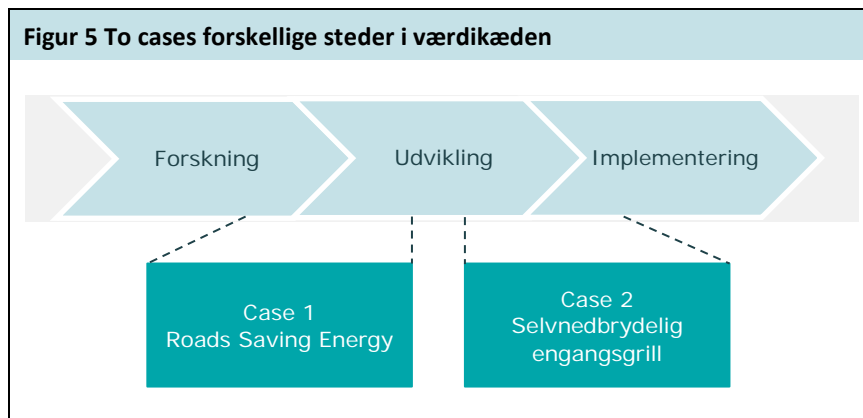 Figur 5 To cases forskellige steder i værdikæden
Forskning
Udvikling
Implementering
Case 1
Roads Saving Energy
Case 2
Selvnedbrydelig
engangsgrill